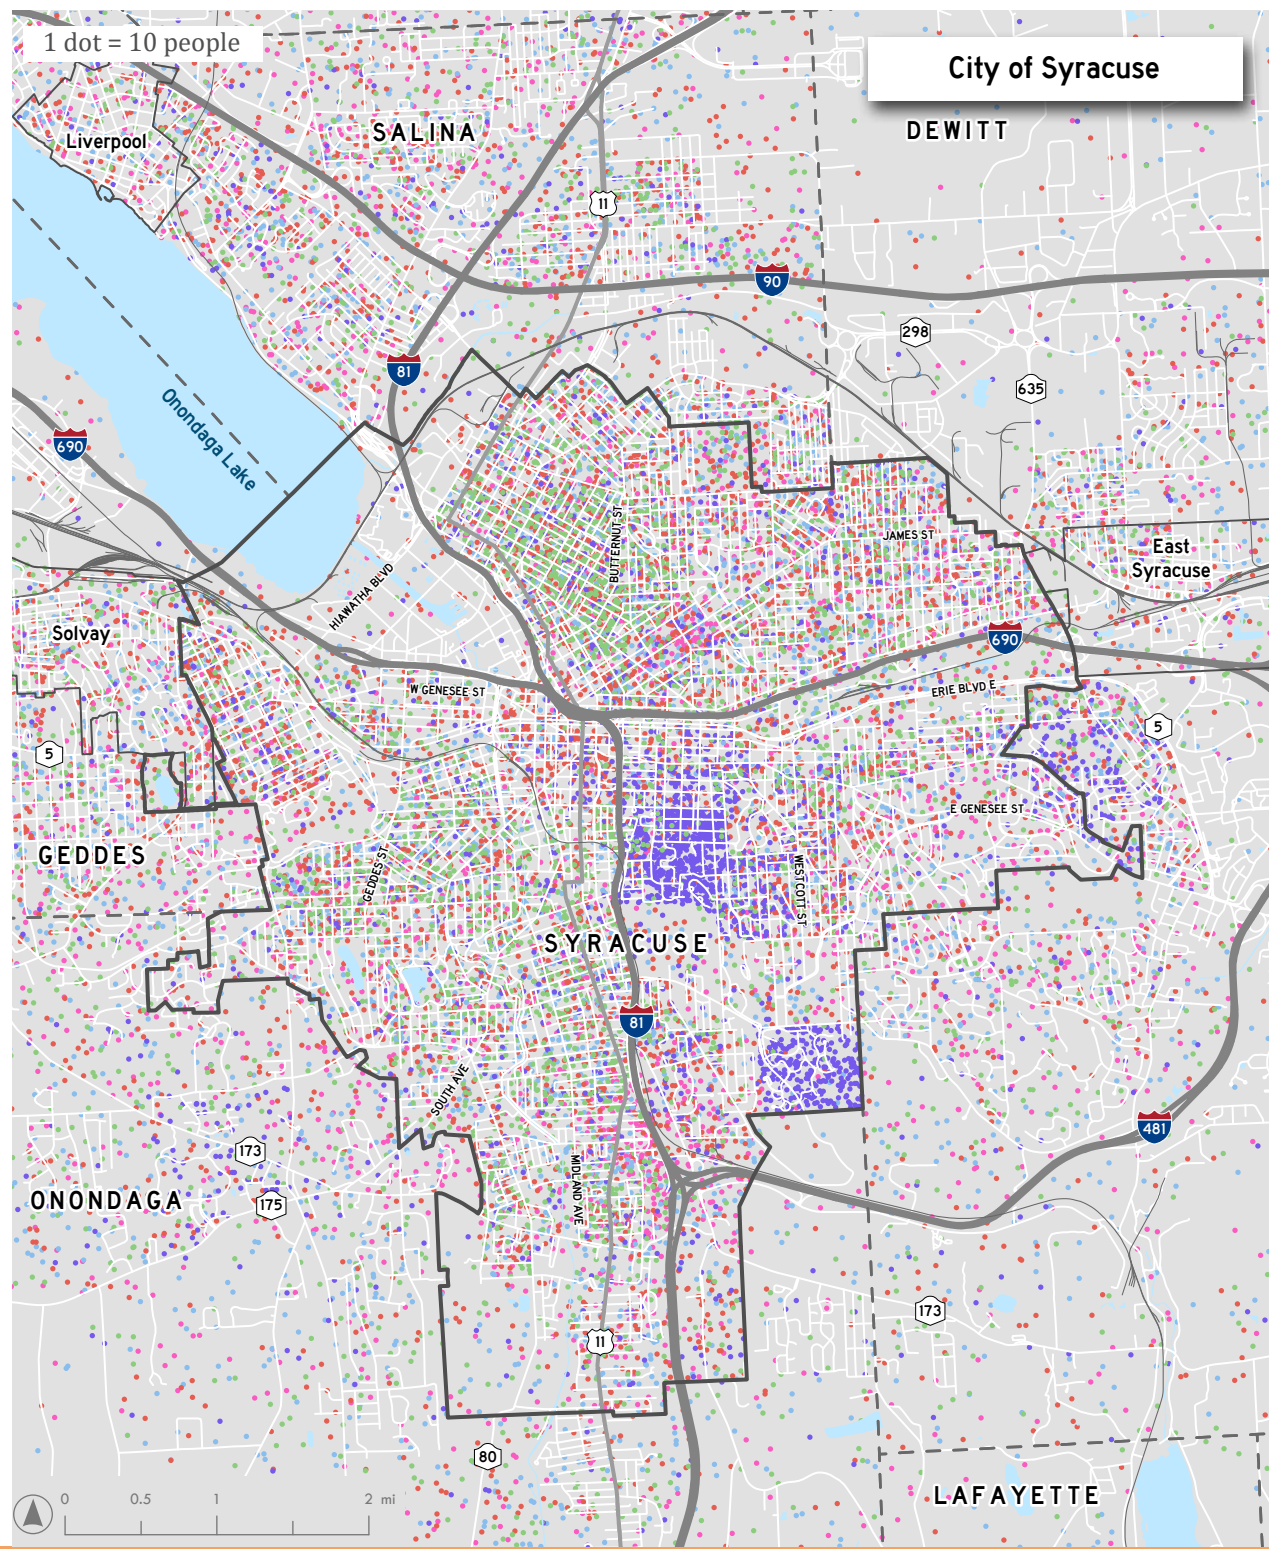 1 dot = 10 people
City of Syracuse
SALINA
DEWITT
Liverpool
11
90
298
81
635
Onondaga Lake
690
BUTTERNUT ST
JAMES ST
East
Syracuse
HIAWATHA BLVD
Solvay
690
W GENESEE ST
ERIE BLVD E
5
5
E GENESEE ST
GEDDES
GEDDES ST
WESTCOTT ST
SYRACUSE
81
SOUTH AVE
481
173
MIDLAND AVE
ONONDAGA
175
173
11
80
LAFAYETTE
0 0.5 1 2 mi